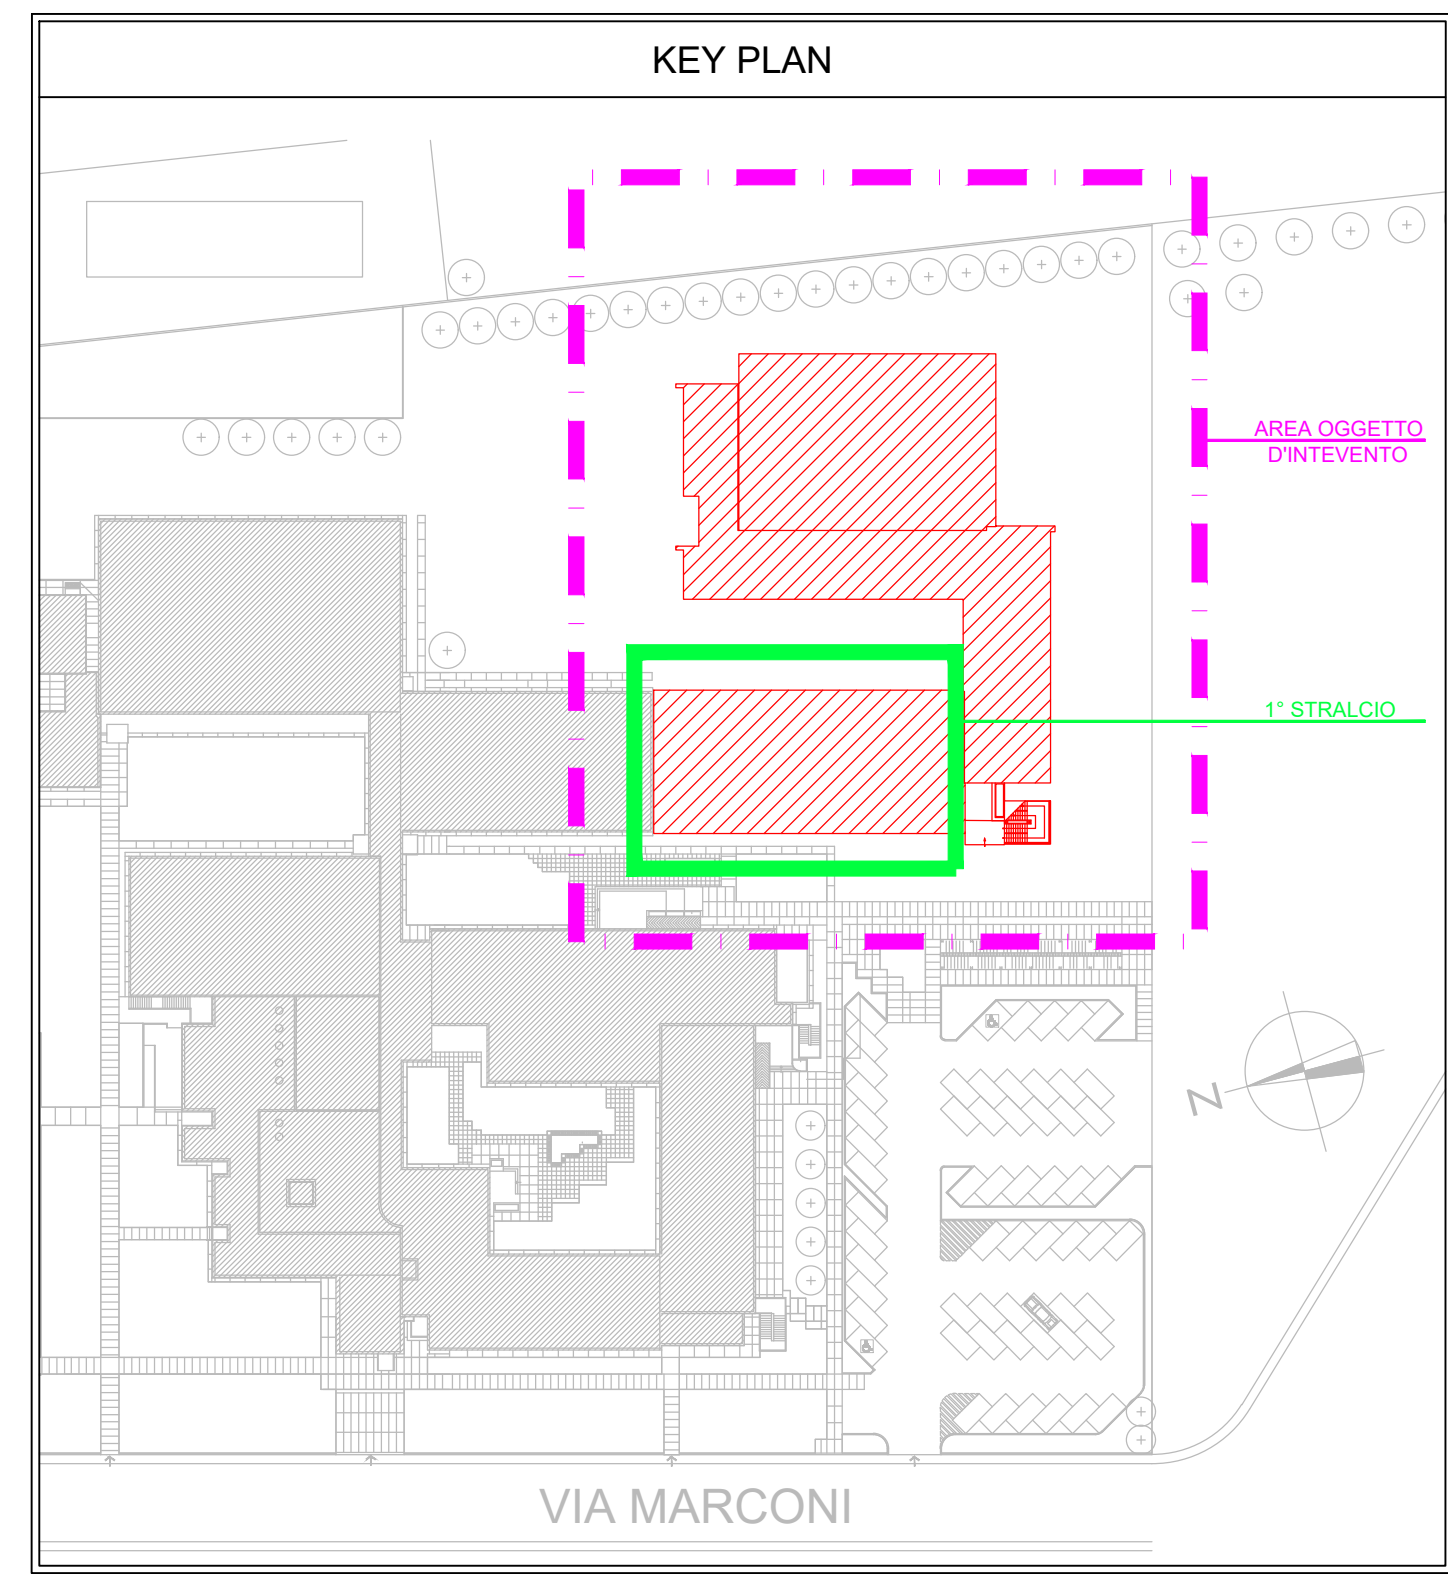 KEY PLAN
AREA OGGETTO
D'INTEVENTO
1° STRALCIO
N
VIA MARCONI